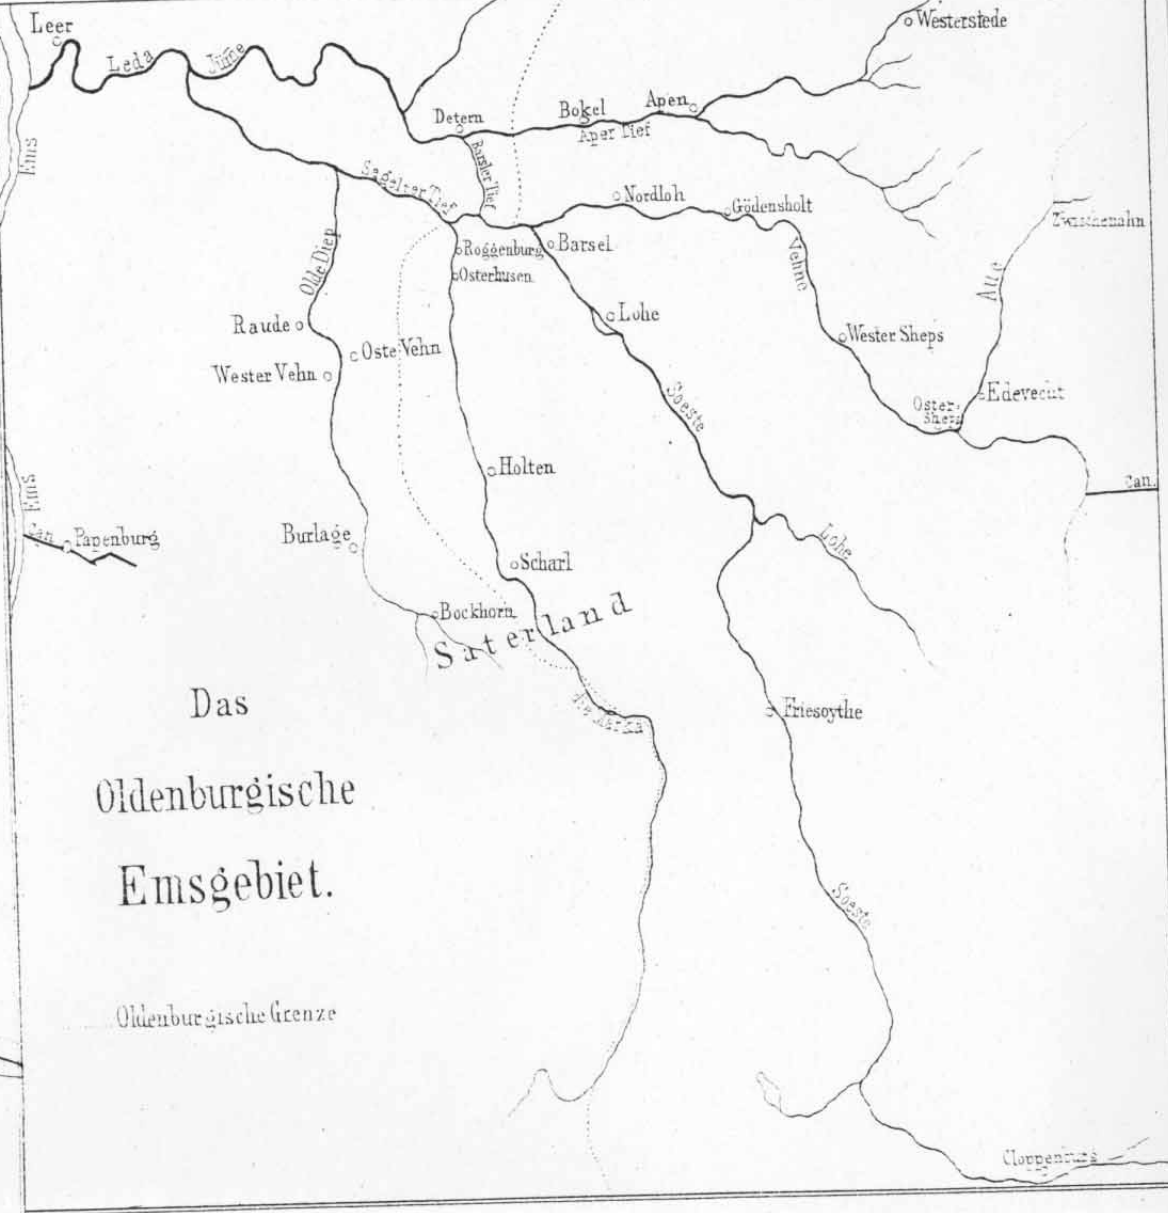 Leer
Westerstede
Leda
Jüme
Detern
Bokel
Apen
Aper Tief
Ems
Barsler Tief
Sagelter Tief
Nordloh
Gödensholt
Zwischenahn
Roggenburg
Barsel
Osterhusen
Vehne
Aue
Olde Diep
Raude
Lohe
Wester Sheps
Oste Vehn
Wester Vehn
Edevecht
Oster-
Sheps
Soeste
Holten
Ems
Can.
Can.
Papenburg
Burlage
Lohe
Scharl
Bockhorn
Saterland
Das
Oldenburgische
Emsgebiet.
Friesoythe
Soeste
Oldenburgische Grenze
Cloppenburg